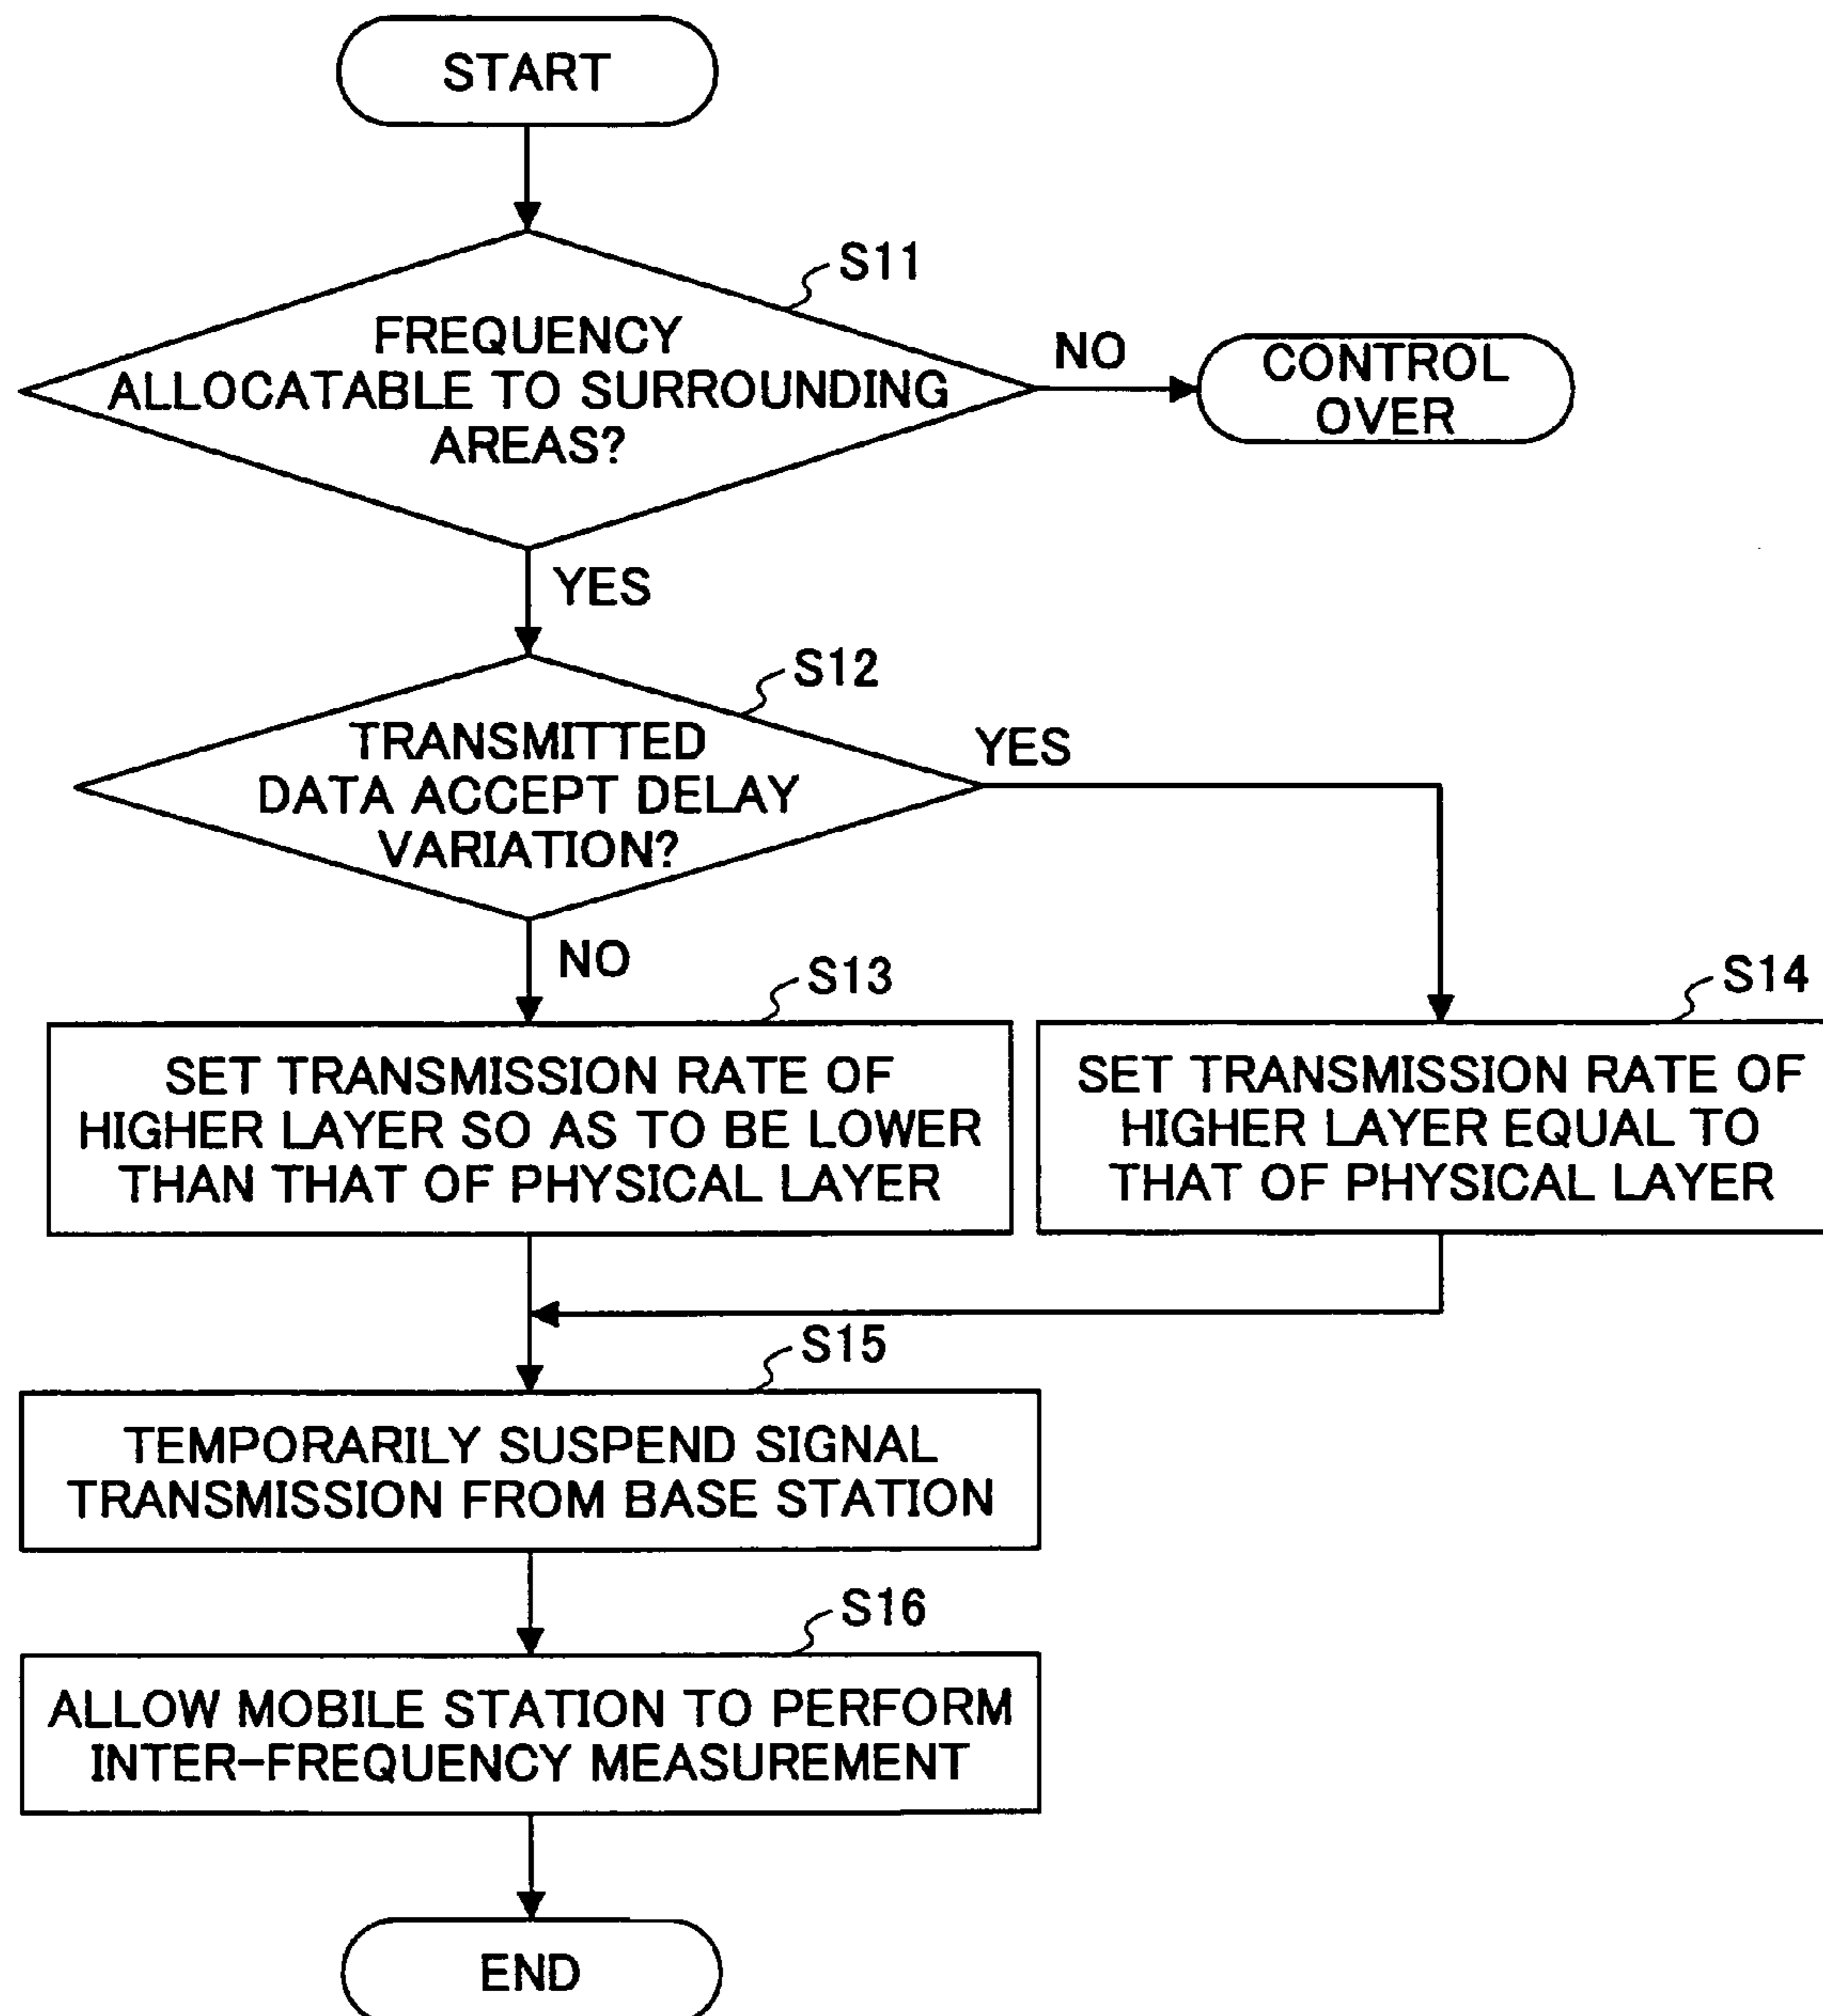 START
S11
FREQUENCY
ALLOCATABLE TO SURROUNDING
AREAS?
NO
CONTROL
OVER
YES
S12
TRANSMITTED
DATA ACCEPT DELAY
VARIATION?
YES
NO
S13
SET TRANSMISSION RATE OF
HIGHER LAYER SO AS TO BE LOWER
THAN THAT OF PHYSICAL LAYER
S14
SET TRANSMISSION RATE OF
HIGHER LAYER EQUAL TO
THAT OF PHYSICAL LAYER
S15
TEMPORARILY SUSPEND SIGNAL
TRANSMISSION FROM BASE STATION
S16
ALLOW MOBILE STATION TO PERFORM
INTER-FREQUENCY MEASUREMENT
END